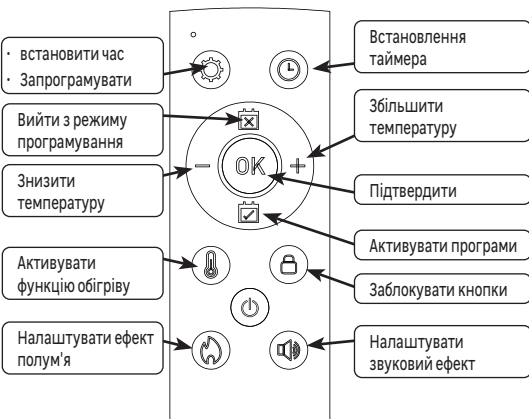 · встановити час
· Запрограмувати
Встановлення
таймера
Вийти з режиму
програмування
Збільшити
температуру
OK
Знизити
температуру
Підтвердити
Активувати програми
Активувати
функцію обігріву
Заблокувати кнопки
Налаштувати ефект
полум'я
Налаштувати
звуковий ефект